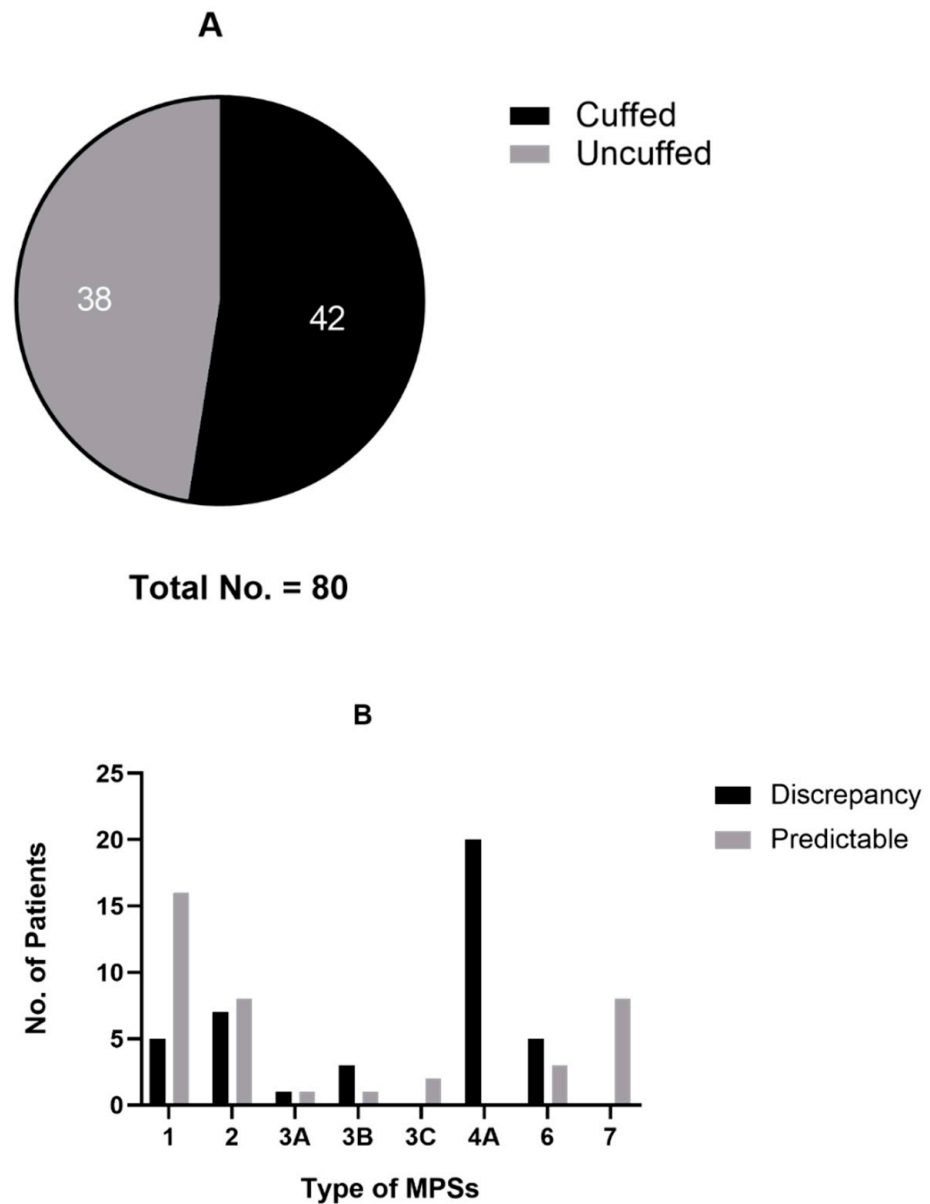 A
Cuffed
Uncuffed
38
42
Total No. = 80
B
25
20
15
10
5
0
No. of Patients
Discrepancy
Predictable
1 2 3A 3B 3C 4A 6 7
Type of MPSs